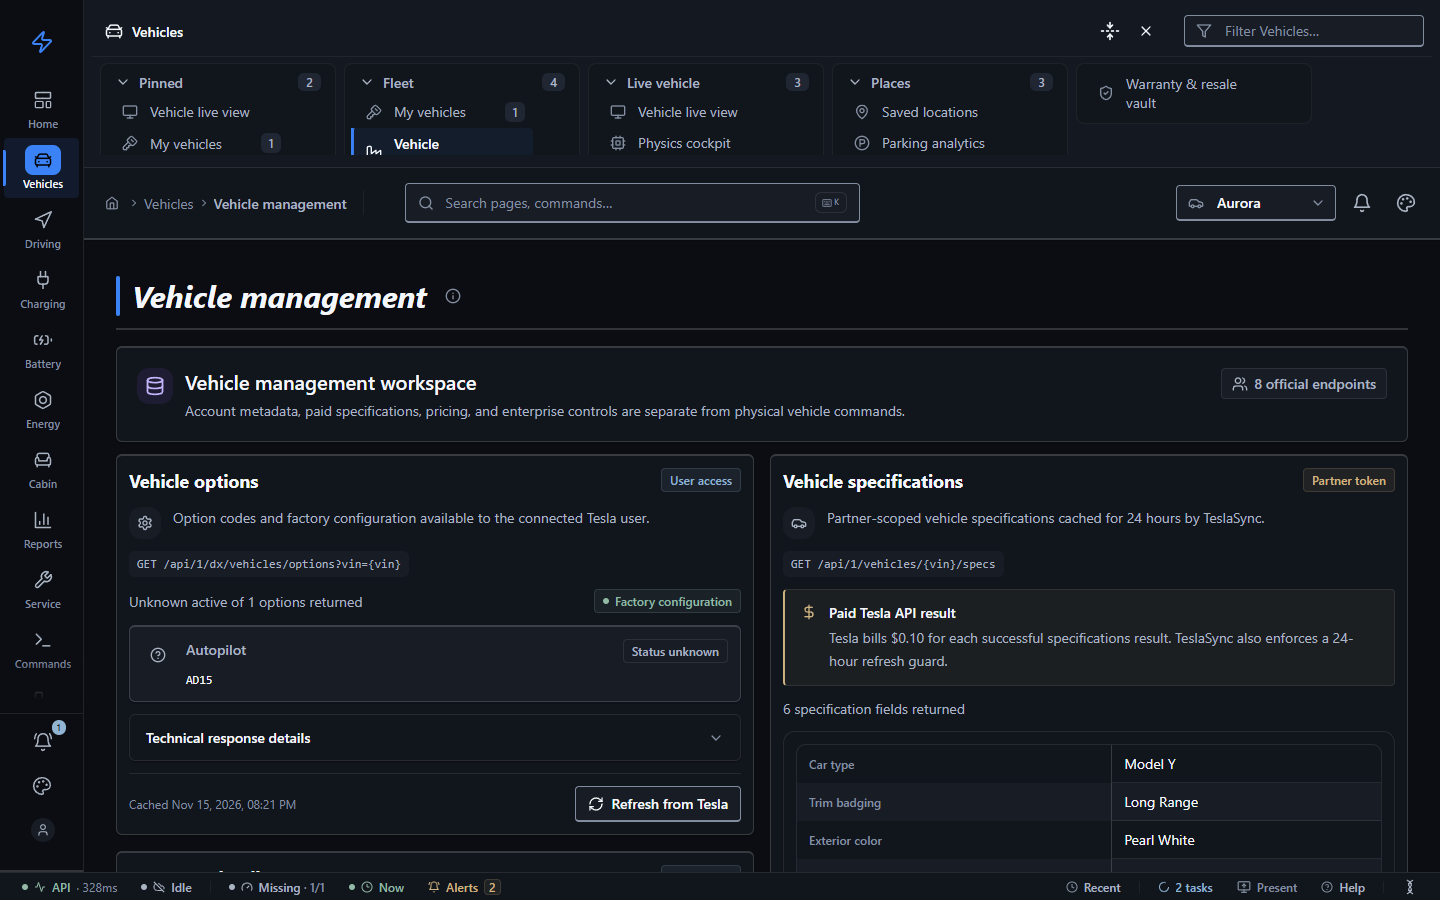 Vehicles
Filter Vehicles...
Pinned 2
Vehicle live view
My vehicles 1
Fleet 4
My vehicles 1
Vehicle
Live vehicle 3
Vehicle live view
Physics cockpit
Places 3
Saved locations
Parking analytics
Warranty & resale
vault
Home
Vehicles
Driving
Charging
Battery
Energy
Cabin
Reports
Service
Commands
1
Vehicles
Vehicle management
Search pages, commands...
K
Aurora
Vehicle management
Vehicle management workspace
Account metadata, paid specifications, pricing, and enterprise controls are separate from physical vehicle commands.
8 official endpoints
Vehicle options
User access
Option codes and factory configuration available to the connected Tesla user.
GET /api/1/dx/vehicles/options?vin={vin}
Unknown active of 1 options returned
Factory configuration
Autopilot
Status unknown
AD15
Technical response details
Cached Nov 15, 2026, 08:21 PM
Refresh from Tesla
Vehicle specifications
Partner token
Partner-scoped vehicle specifications cached for 24 hours by TeslaSync.
GET /api/1/vehicles/{vin}/specs
Paid Tesla API result
Tesla bills $0.10 for each successful specifications result. TeslaSync also enforces a 24-
hour refresh guard.
6 specification fields returned
Car type Model Y
Trim badging Long Range
Exterior color Pearl White
API · 328ms
Idle
Missing · 1/1
Now
Alerts 2
Recent
2 tasks
Present
Help